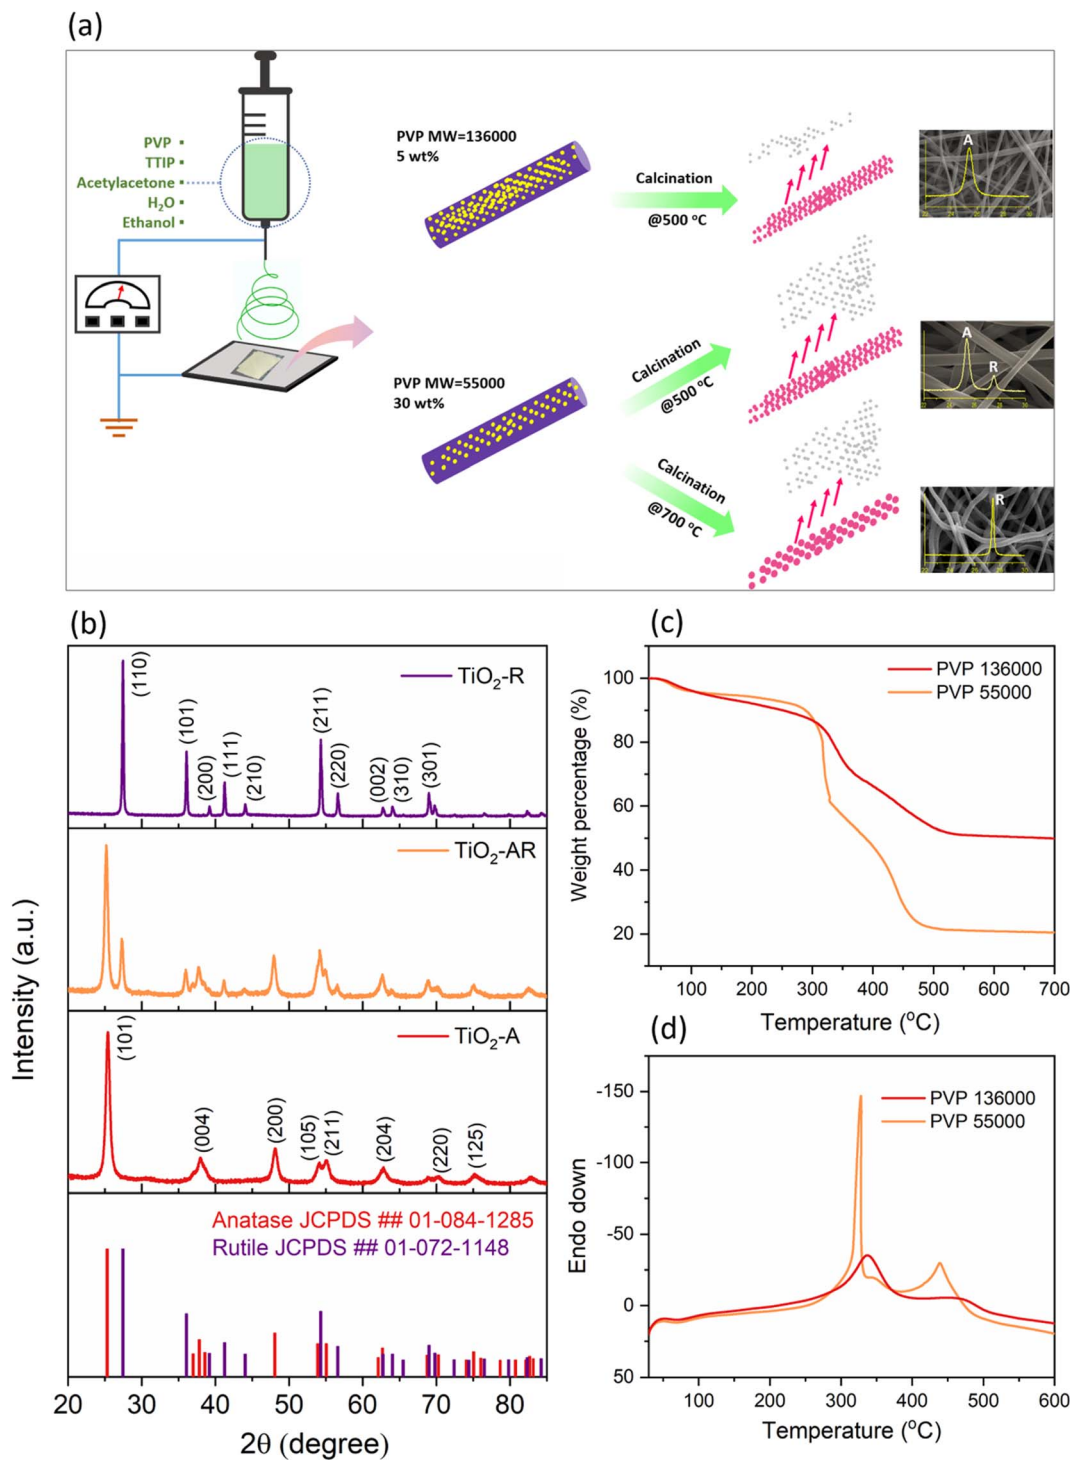 (a)
PVP
TTIP
Acetylacetone
H₂O
Ethanol
PVP MW=136000
5 wt%
Calcination
@500 °C
A
PVP MW=55000
30 wt%
Calcination
@500 °C
A
R
Calcination
@700 °C
R
(b)
TiO₂-R
(110)
(101)
(200)
(111)
(210)
(211)
(220)
(002)
(310)
(301)
TiO₂-AR
TiO₂-A
(101)
(004)
(200)
(105)
(211)
(204)
(220)
(125)
Anatase JCPDS ## 01-084-1285
Rutile JCPDS ## 01-072-1148
Intensity (a.u.)
20 30 40 50 60 70 80
2θ (degree)
(c)
PVP 136000
PVP 55000
Weight percentage (%)
100
80
60
40
20
100 200 300 400 500 600 700
Temperature (°C)
(d)
PVP 136000
PVP 55000
Endo down
-150
-100
-50
0
50
100 200 300 400 500 600
Temperature (°C)